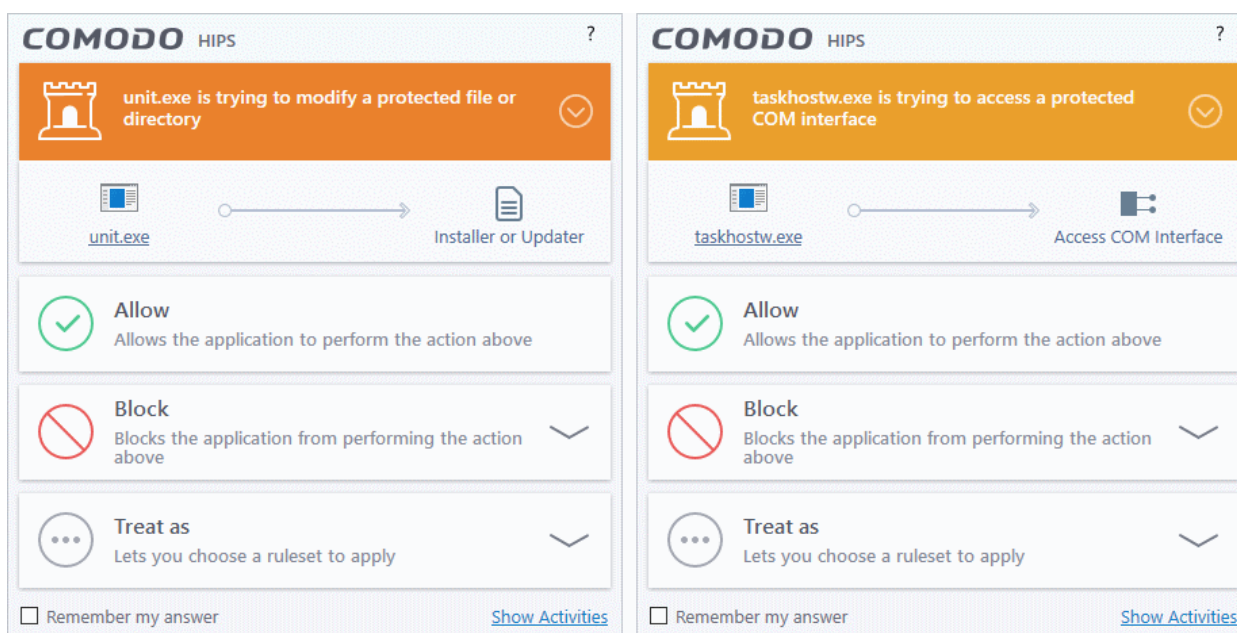 COMODO HIPS ?
unit.exe is trying to modify a protected file or
directory
unit.exe
Installer or Updater
Allow
Allows the application to perform the action above
Block
Blocks the application from performing the action
above
Treat as
Lets you choose a ruleset to apply
Remember my answer
Show Activities
COMODO HIPS ?
taskhostw.exe is trying to access a protected
COM interface
taskhostw.exe
Access COM Interface
Allow
Allows the application to perform the action above
Block
Blocks the application from performing the action
above
Treat as
Lets you choose a ruleset to apply
Remember my answer
Show Activities